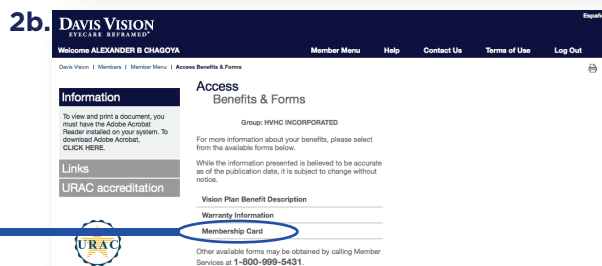 2b.
DAVIS VISION
EYECARE REFRAMED
Españ
Welcome ALEXANDER B CHAGOYA
Member Menu Help Contact Us Terms of Use Log Out
Davis Vision | Members | Member Menu | Access Benefits & Forms
Information
To view and print a document, you
must have the Adobe Acrobat
Reader installed on your system. To
download Adobe Acrobat,
CLICK HERE.
Links
URAC accreditation
URAC
Access
Benefits & Forms
Group: HVHC INCORPORATED
For more information about your benefits, please select
from the available forms below.
While the information presented is believed to be accurate
as of the publication date, it is subject to change without
notice.
Vision Plan Benefit Description
Warranty Information
Membership Card
Other available forms may be obtained by calling Member
Services at 1-800-999-5431.